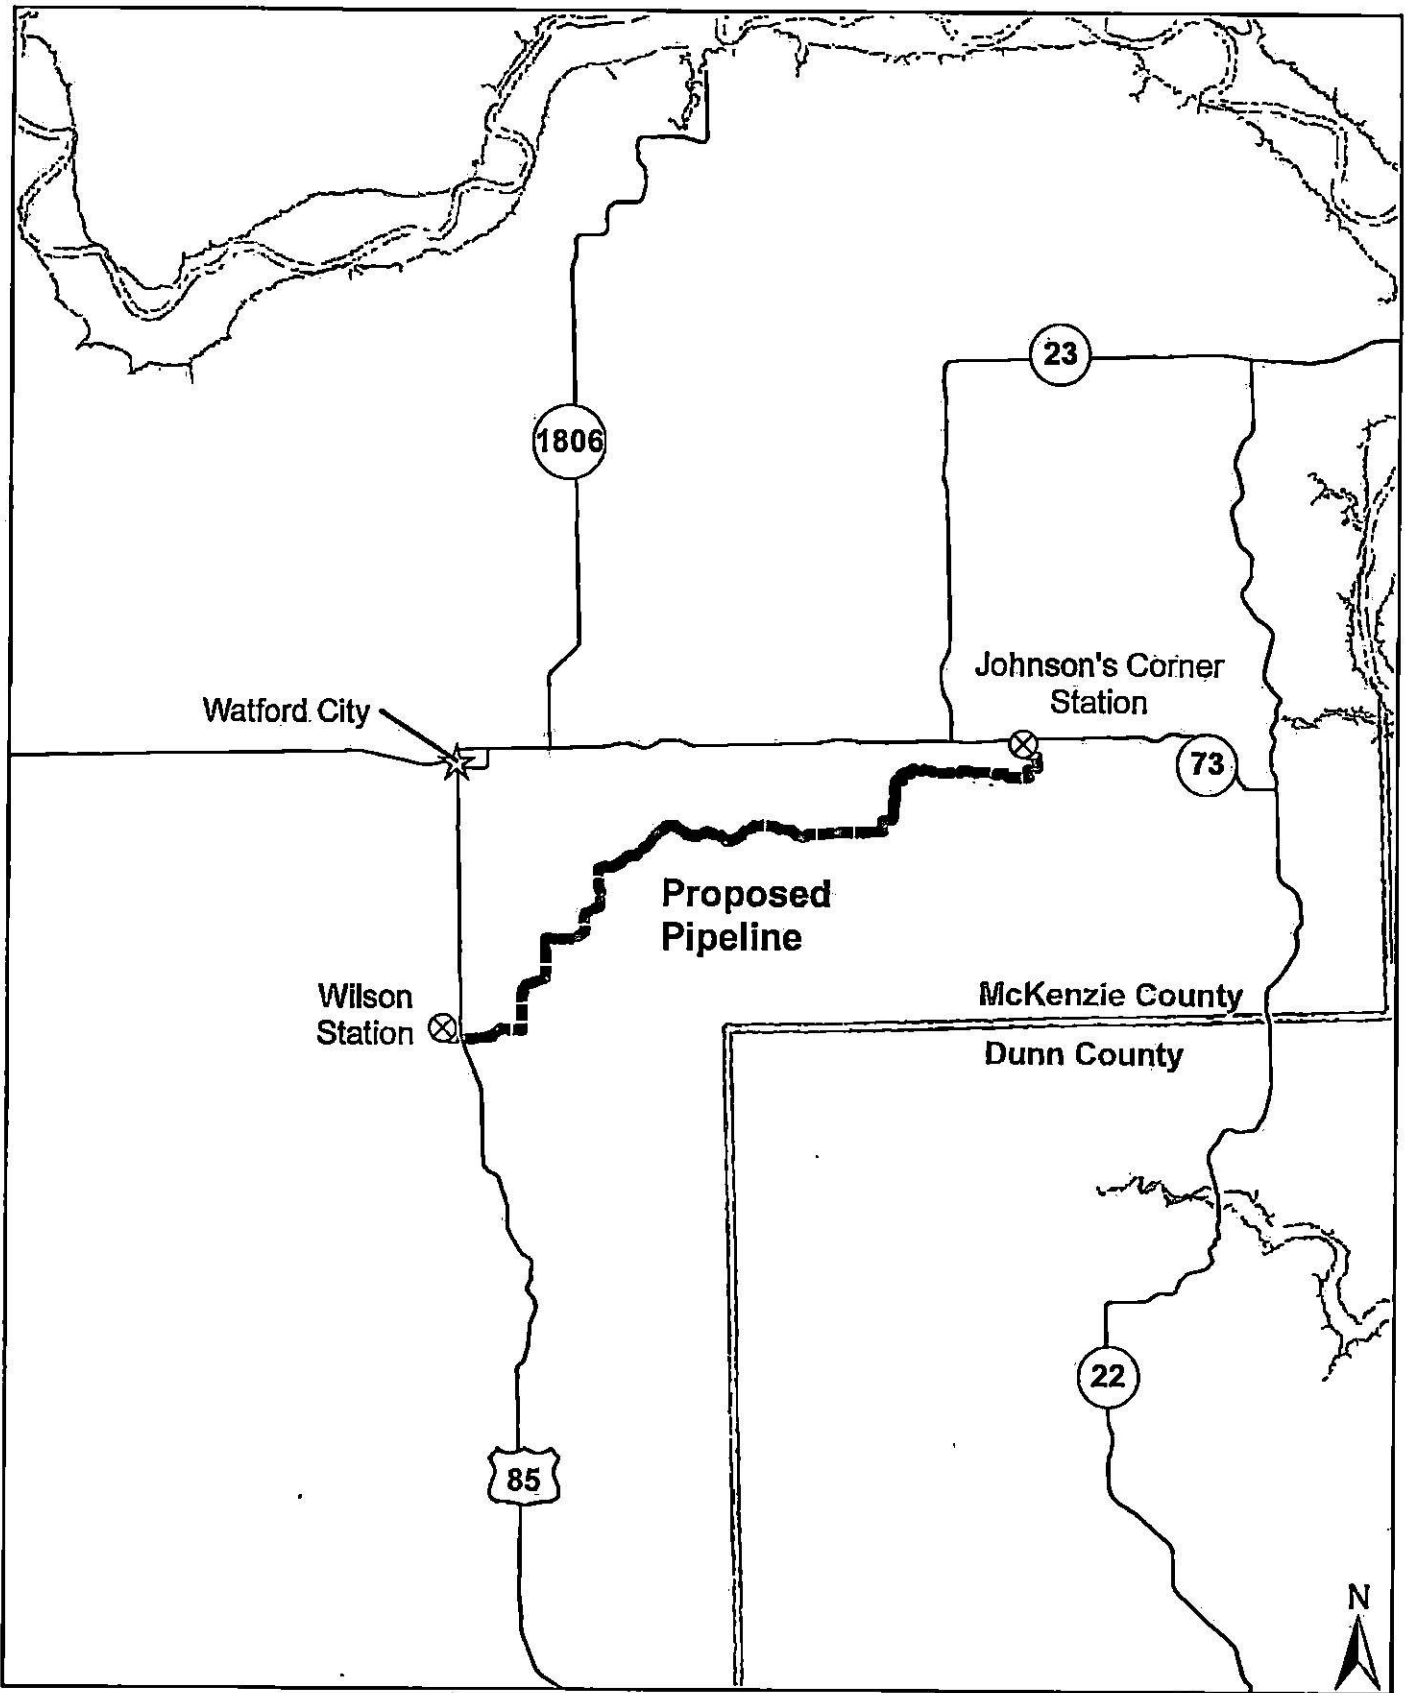 23
1806
Johnson's Corner
Station
Watford City
73
Proposed
Pipeline
Wilson
Station
McKenzie County
Dunn County
22
85
N